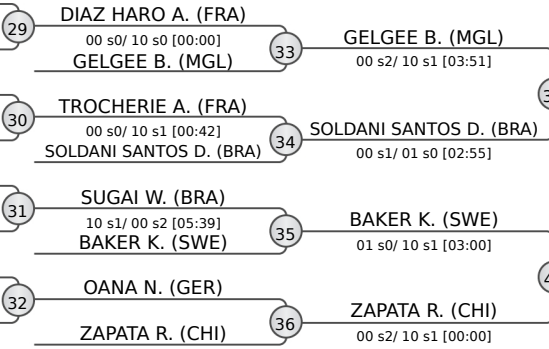 DIAZ HARO A. (FRA)
29
00 s0/ 10 s0 [00:00]
GELGEE B. (MGL)
33
GELGEE B. (MGL)
00 s2/ 10 s1 [03:51]
TROCHERIE A. (FRA)
30
00 s0/ 10 s1 [00:42]
SOLDANI SANTOS D. (BRA)
34
SOLDANI SANTOS D. (BRA)
00 s1/ 01 s0 [02:55]
SUGAI W. (BRA)
31
10 s1/ 00 s2 [05:39]
BAKER K. (SWE)
35
BAKER K. (SWE)
01 s0/ 10 s1 [03:00]
OANA N. (GER)
32
ZAPATA R. (CHI)
36
ZAPATA R. (CHI)
00 s2/ 10 s1 [00:00]